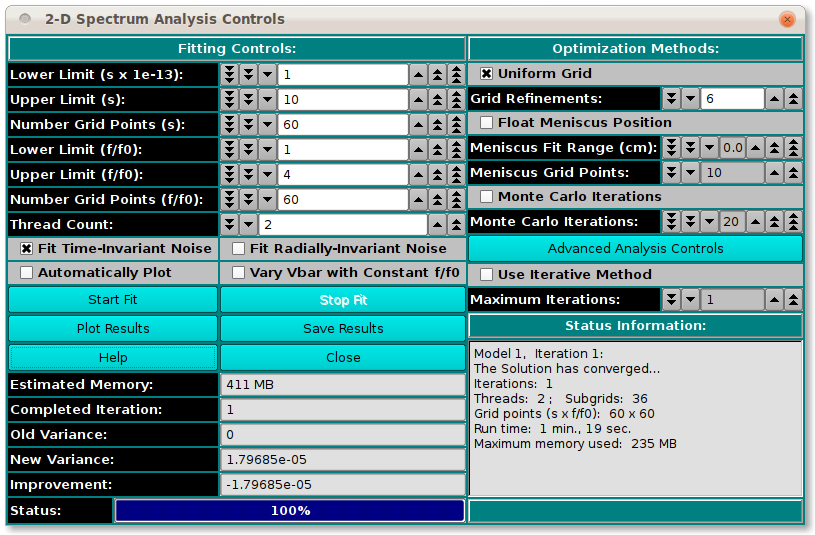 2-D Spectrum Analysis Controls
Fitting Controls:
Lower Limit (s x 1e-13): 1
Upper Limit (s): 10
Number Grid Points (s): 60
Lower Limit (f/f0): 1
Upper Limit (f/f0): 4
Number Grid Points (f/f0): 60
Thread Count: 2
Fit Time-Invariant Noise Fit Radially-Invariant Noise
Automatically Plot Vary Vbar with Constant f/f0
Start Fit Stop Fit
Plot Results Save Results
Help Close
Estimated Memory: 411 MB
Completed Iteration: 1
Old Variance: 0
New Variance: 1.79685e-05
Improvement: -1.79685e-05
Status: 100%
Optimization Methods:
Uniform Grid
Grid Refinements: 6
Float Meniscus Position
Meniscus Fit Range (cm): 0.0
Meniscus Grid Points: 10
Monte Carlo Iterations
Monte Carlo Iterations: 20
Advanced Analysis Controls
Use Iterative Method
Maximum Iterations: 1
Status Information:
Model 1, Iteration 1:
The Solution has converged...
Iterations: 1
Threads: 2 ; Subgrids: 36
Grid points (s x f/f0): 60 x 60
Run time: 1 min., 19 sec.
Maximum memory used: 235 MB